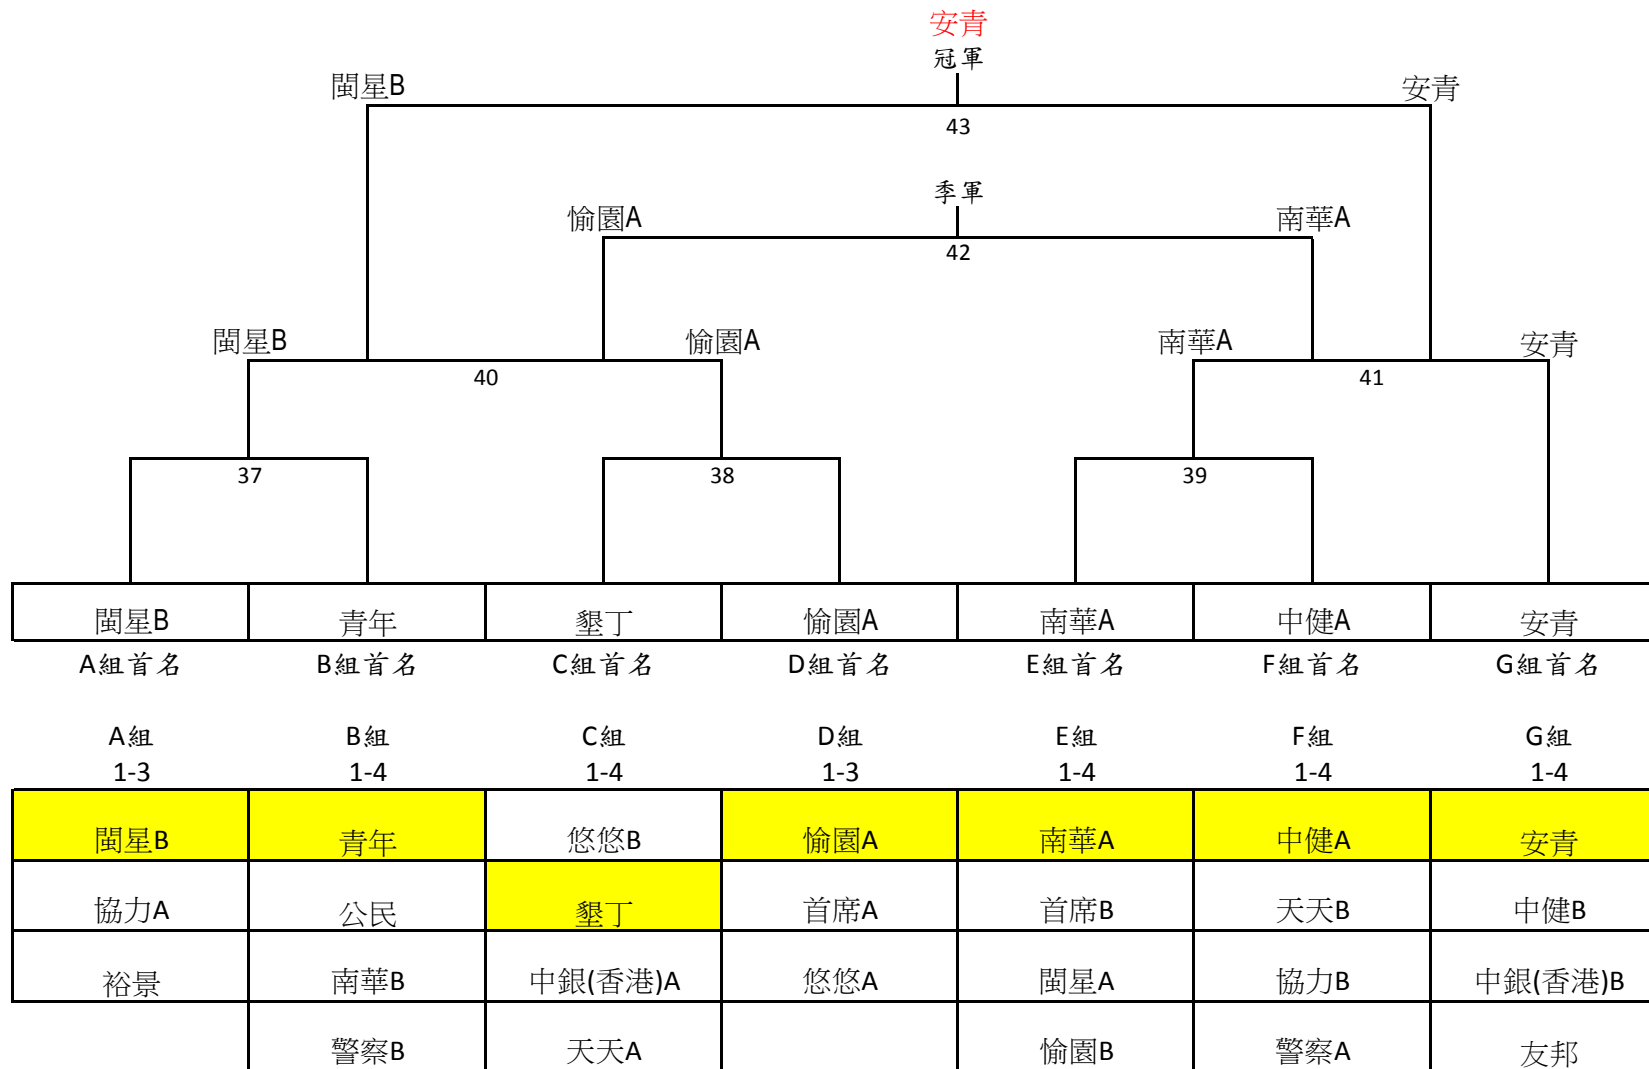 安青
冠軍
閩星B 安青
43
季軍
愉園A 南華A
42
閩星B 愉園A 南華A 安青
40 41
37 38 39
閩星B 青年 墾丁 愉園A 南華A 中健A 安青
A組首名 B組首名 C組首名 D組首名 E組首名 F組首名 G組首名
A組 B組 C組 D組 E組 F組 G組
1-3 1-4 1-4 1-3 1-4 1-4 1-4
閩星B 青年 悠悠B 愉園A 南華A 中健A 安青
協力A 公民 墾丁 首席A 首席B 天天B 中健B
裕景 南華B 中銀(香港)A 悠悠A 閩星A 協力B 中銀(香港)B
警察B 天天A 愉園B 警察A 友邦